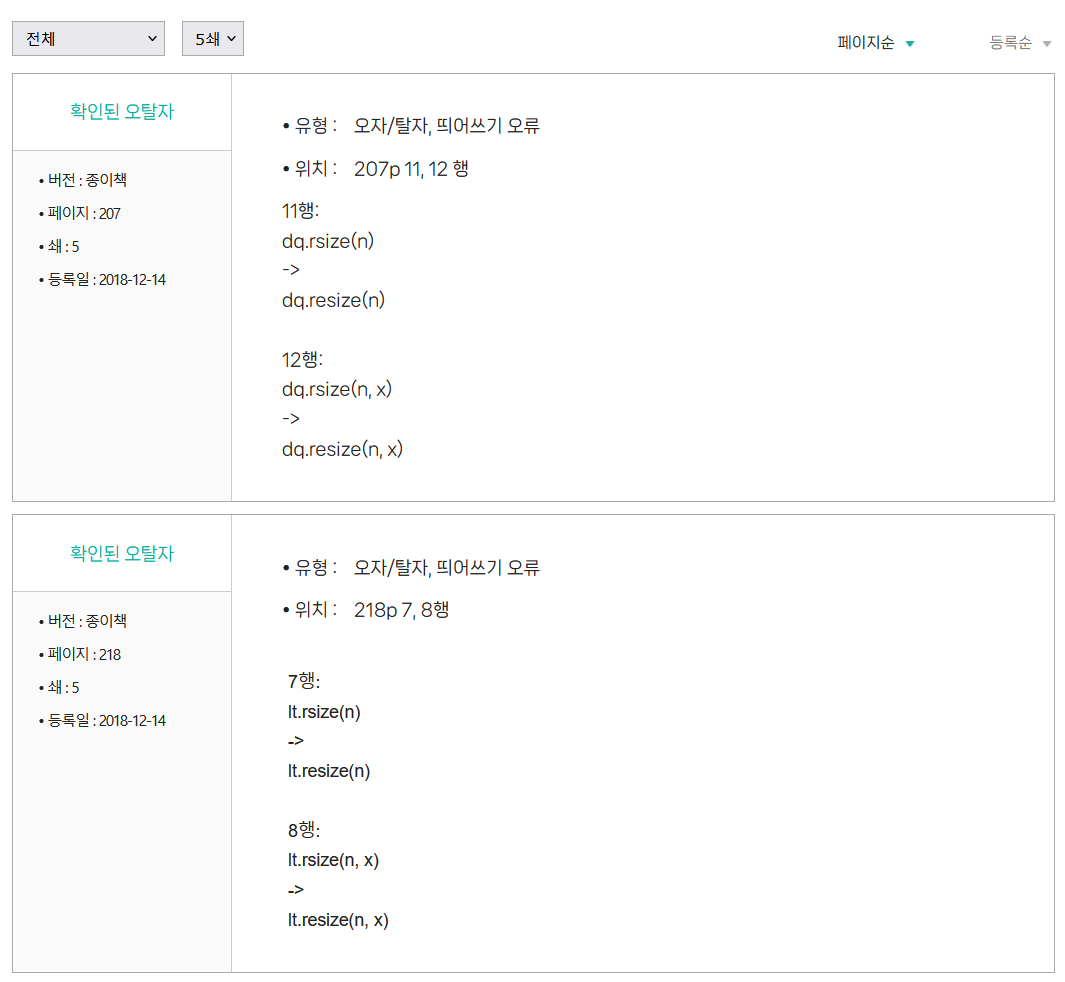 전체
5쇄
페이지순
등록순
확인된 오탈자
• 버전 : 종이책
• 페이지 : 207
• 쇄 : 5
• 등록일 : 2018-12-14
• 유형 : 오자/탈자, 띄어쓰기 오류
• 위치 : 207p 11, 12 행
11행:
dq.rsize(n)
->
dq.resize(n)
12행:
dq.rsize(n, x)
->
dq.resize(n, x)
확인된 오탈자
• 버전 : 종이책
• 페이지 : 218
• 쇄 : 5
• 등록일 : 2018-12-14
• 유형 : 오자/탈자, 띄어쓰기 오류
• 위치 : 218p 7, 8행
7행:
lt.rsize(n)
->
lt.resize(n)
8행:
lt.rsize(n, x)
->
lt.resize(n, x)